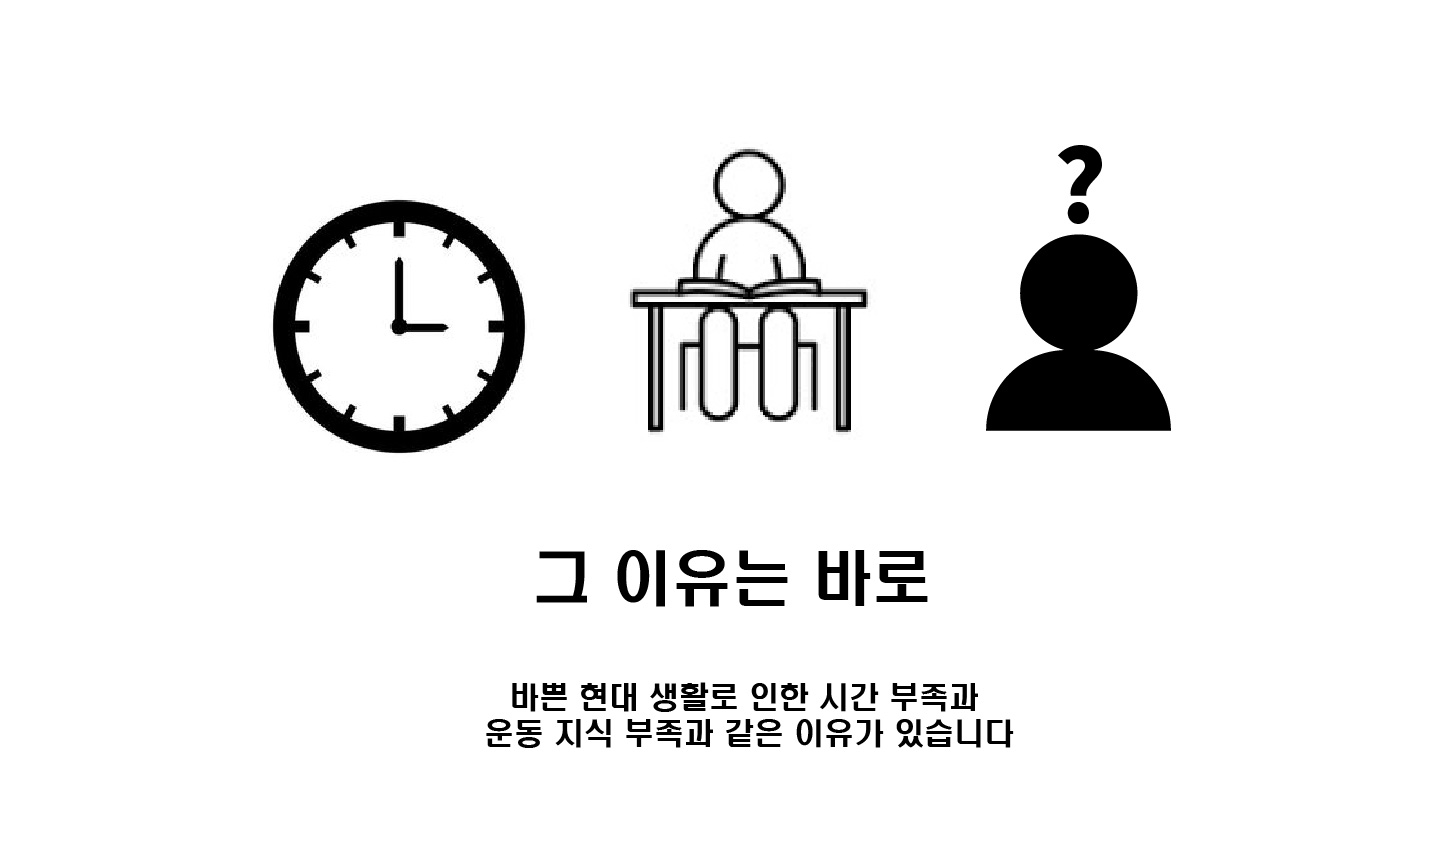 ?
그 이유는 바로
바쁜 현대 생활로 인한 시간 부족과
운동 지식 부족과 같은 이유가 있습니다